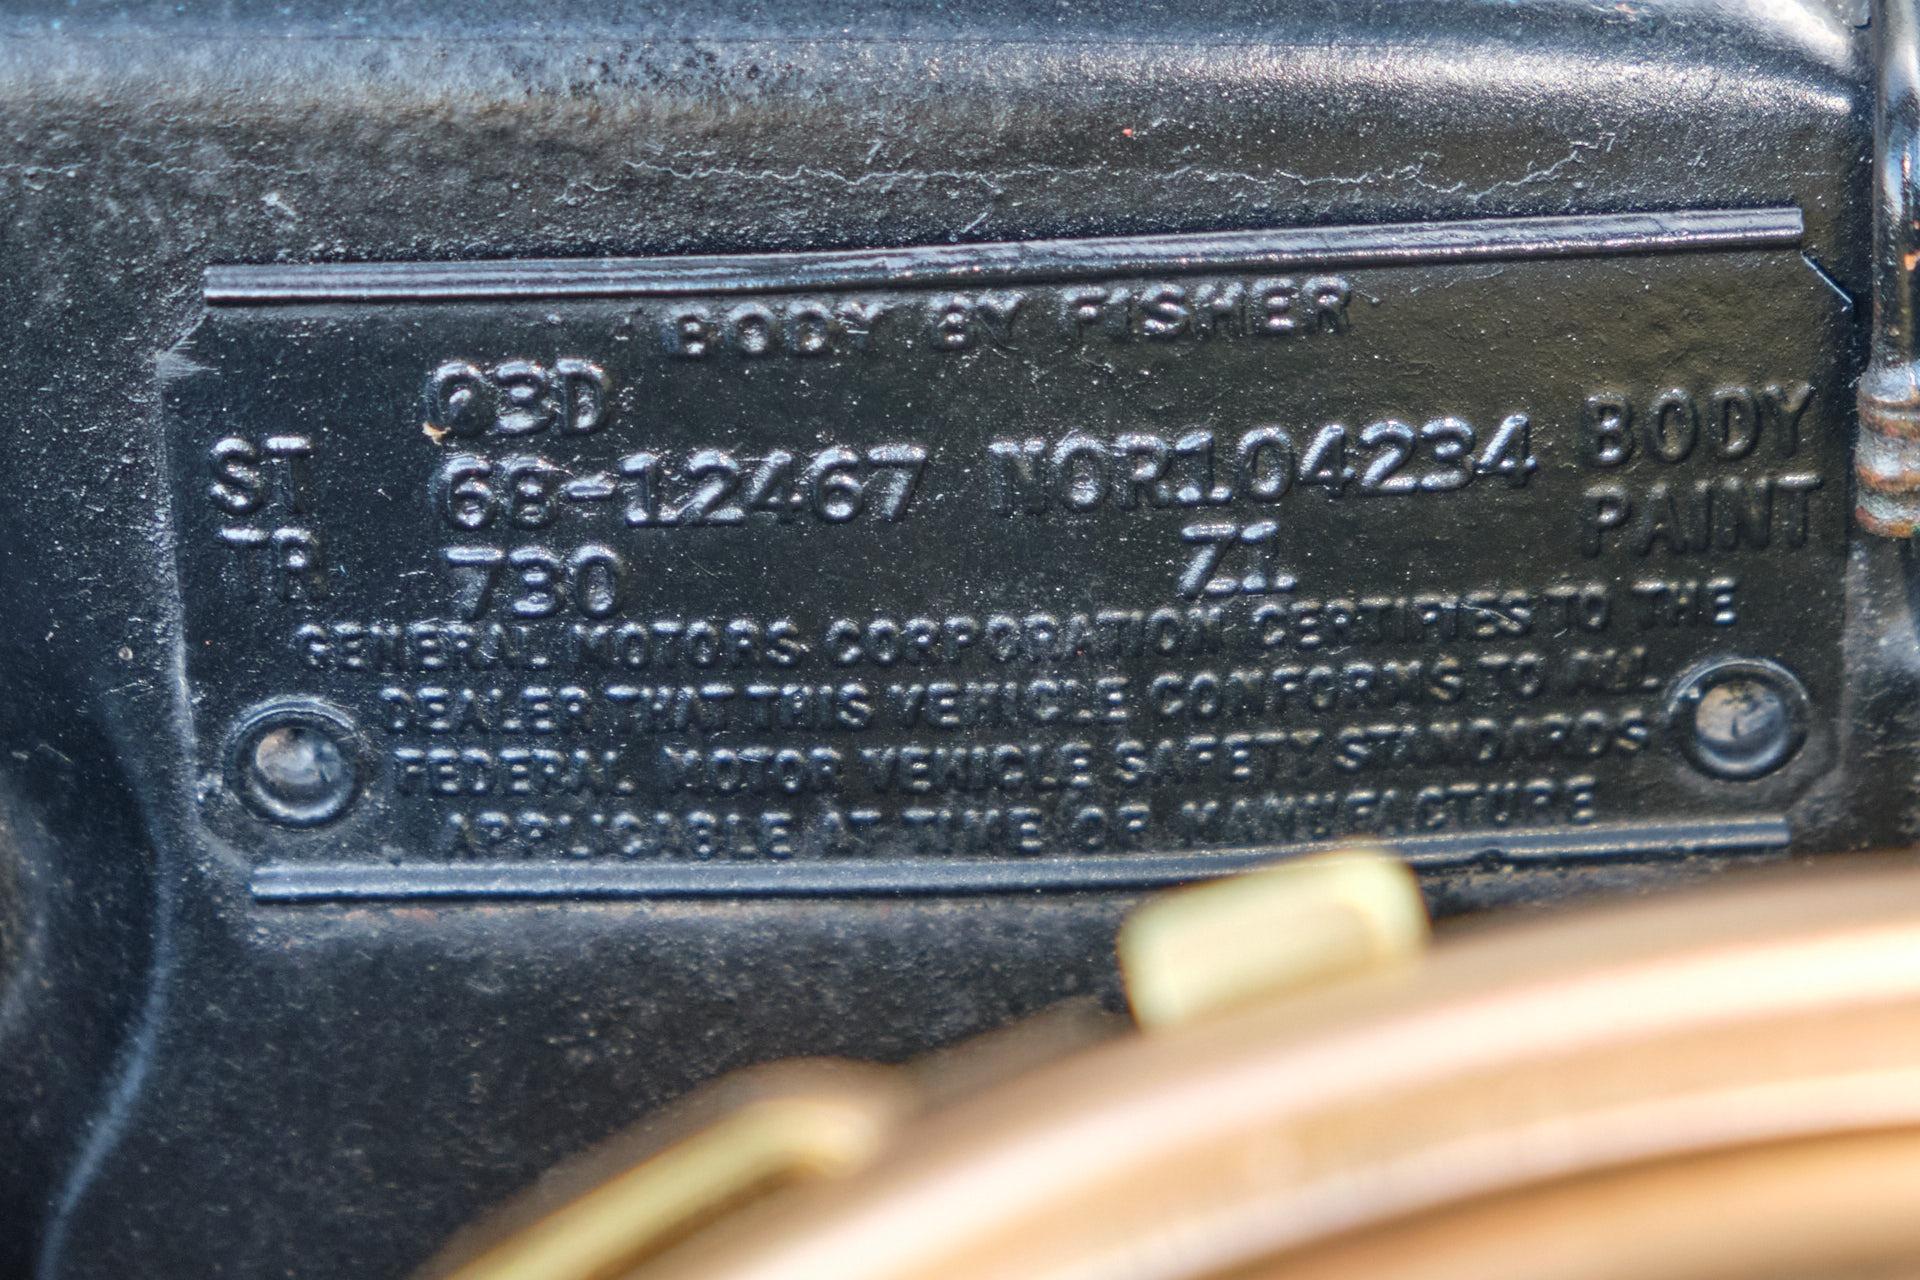 BODY BY FISHER
03D
ST 68-12467 NOR104234 BODY
TR 730 Z1 PAINT
GENERAL MOTORS CORPORATION CERTIFIES TO THE
DEALER THAT THIS VEHICLE CONFORMS TO ALL
FEDERAL MOTOR VEHICLE SAFETY STANDARDS
APPLICABLE AT TIME OF MANUFACTURE